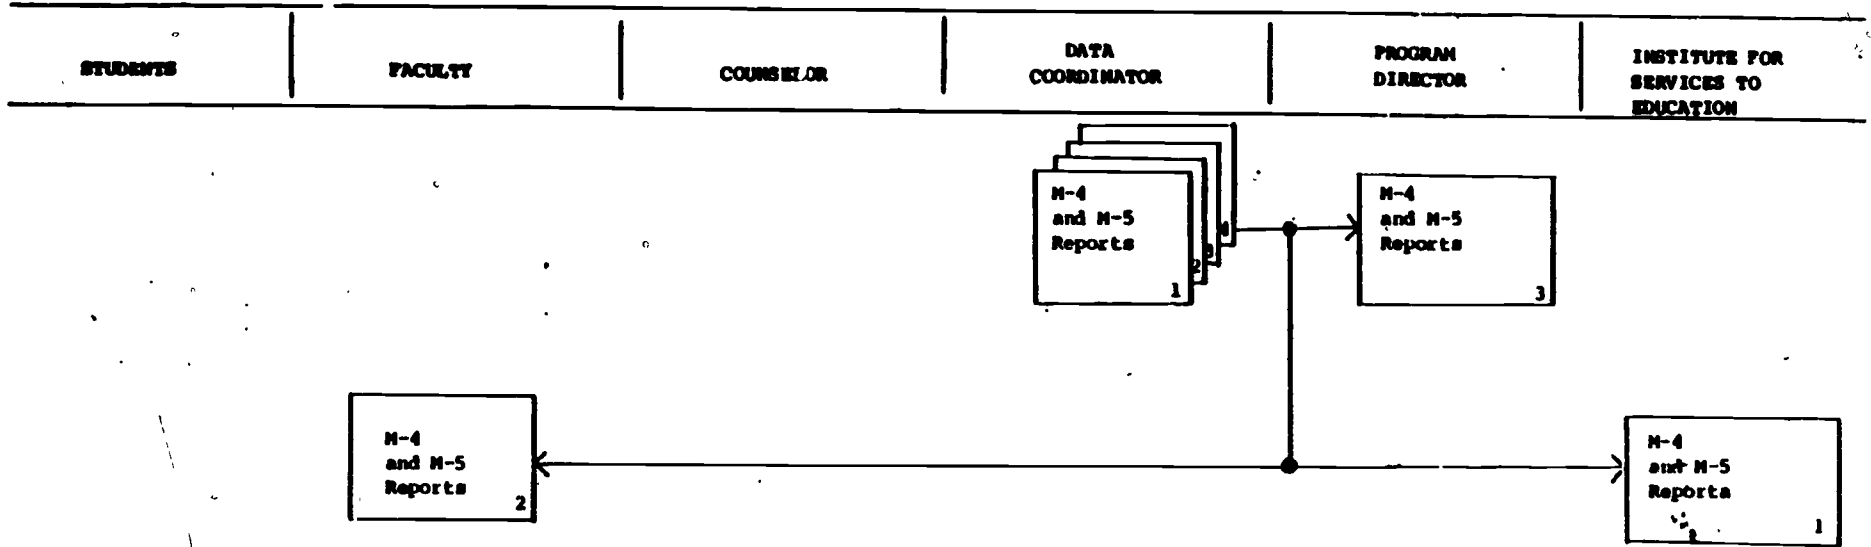 STUDENTS
FACULTY
COUNSELOR
DATA
COORDINATOR
PROGRAM
DIRECTOR
INSTITUTE FOR
SERVICES TO
EDUCATION
M-4
and M-5
Reports
1
2
3
4
M-4
and M-5
Reports
3
M-4
and M-5
Reports
2
M-4
and M-5
Reports
1